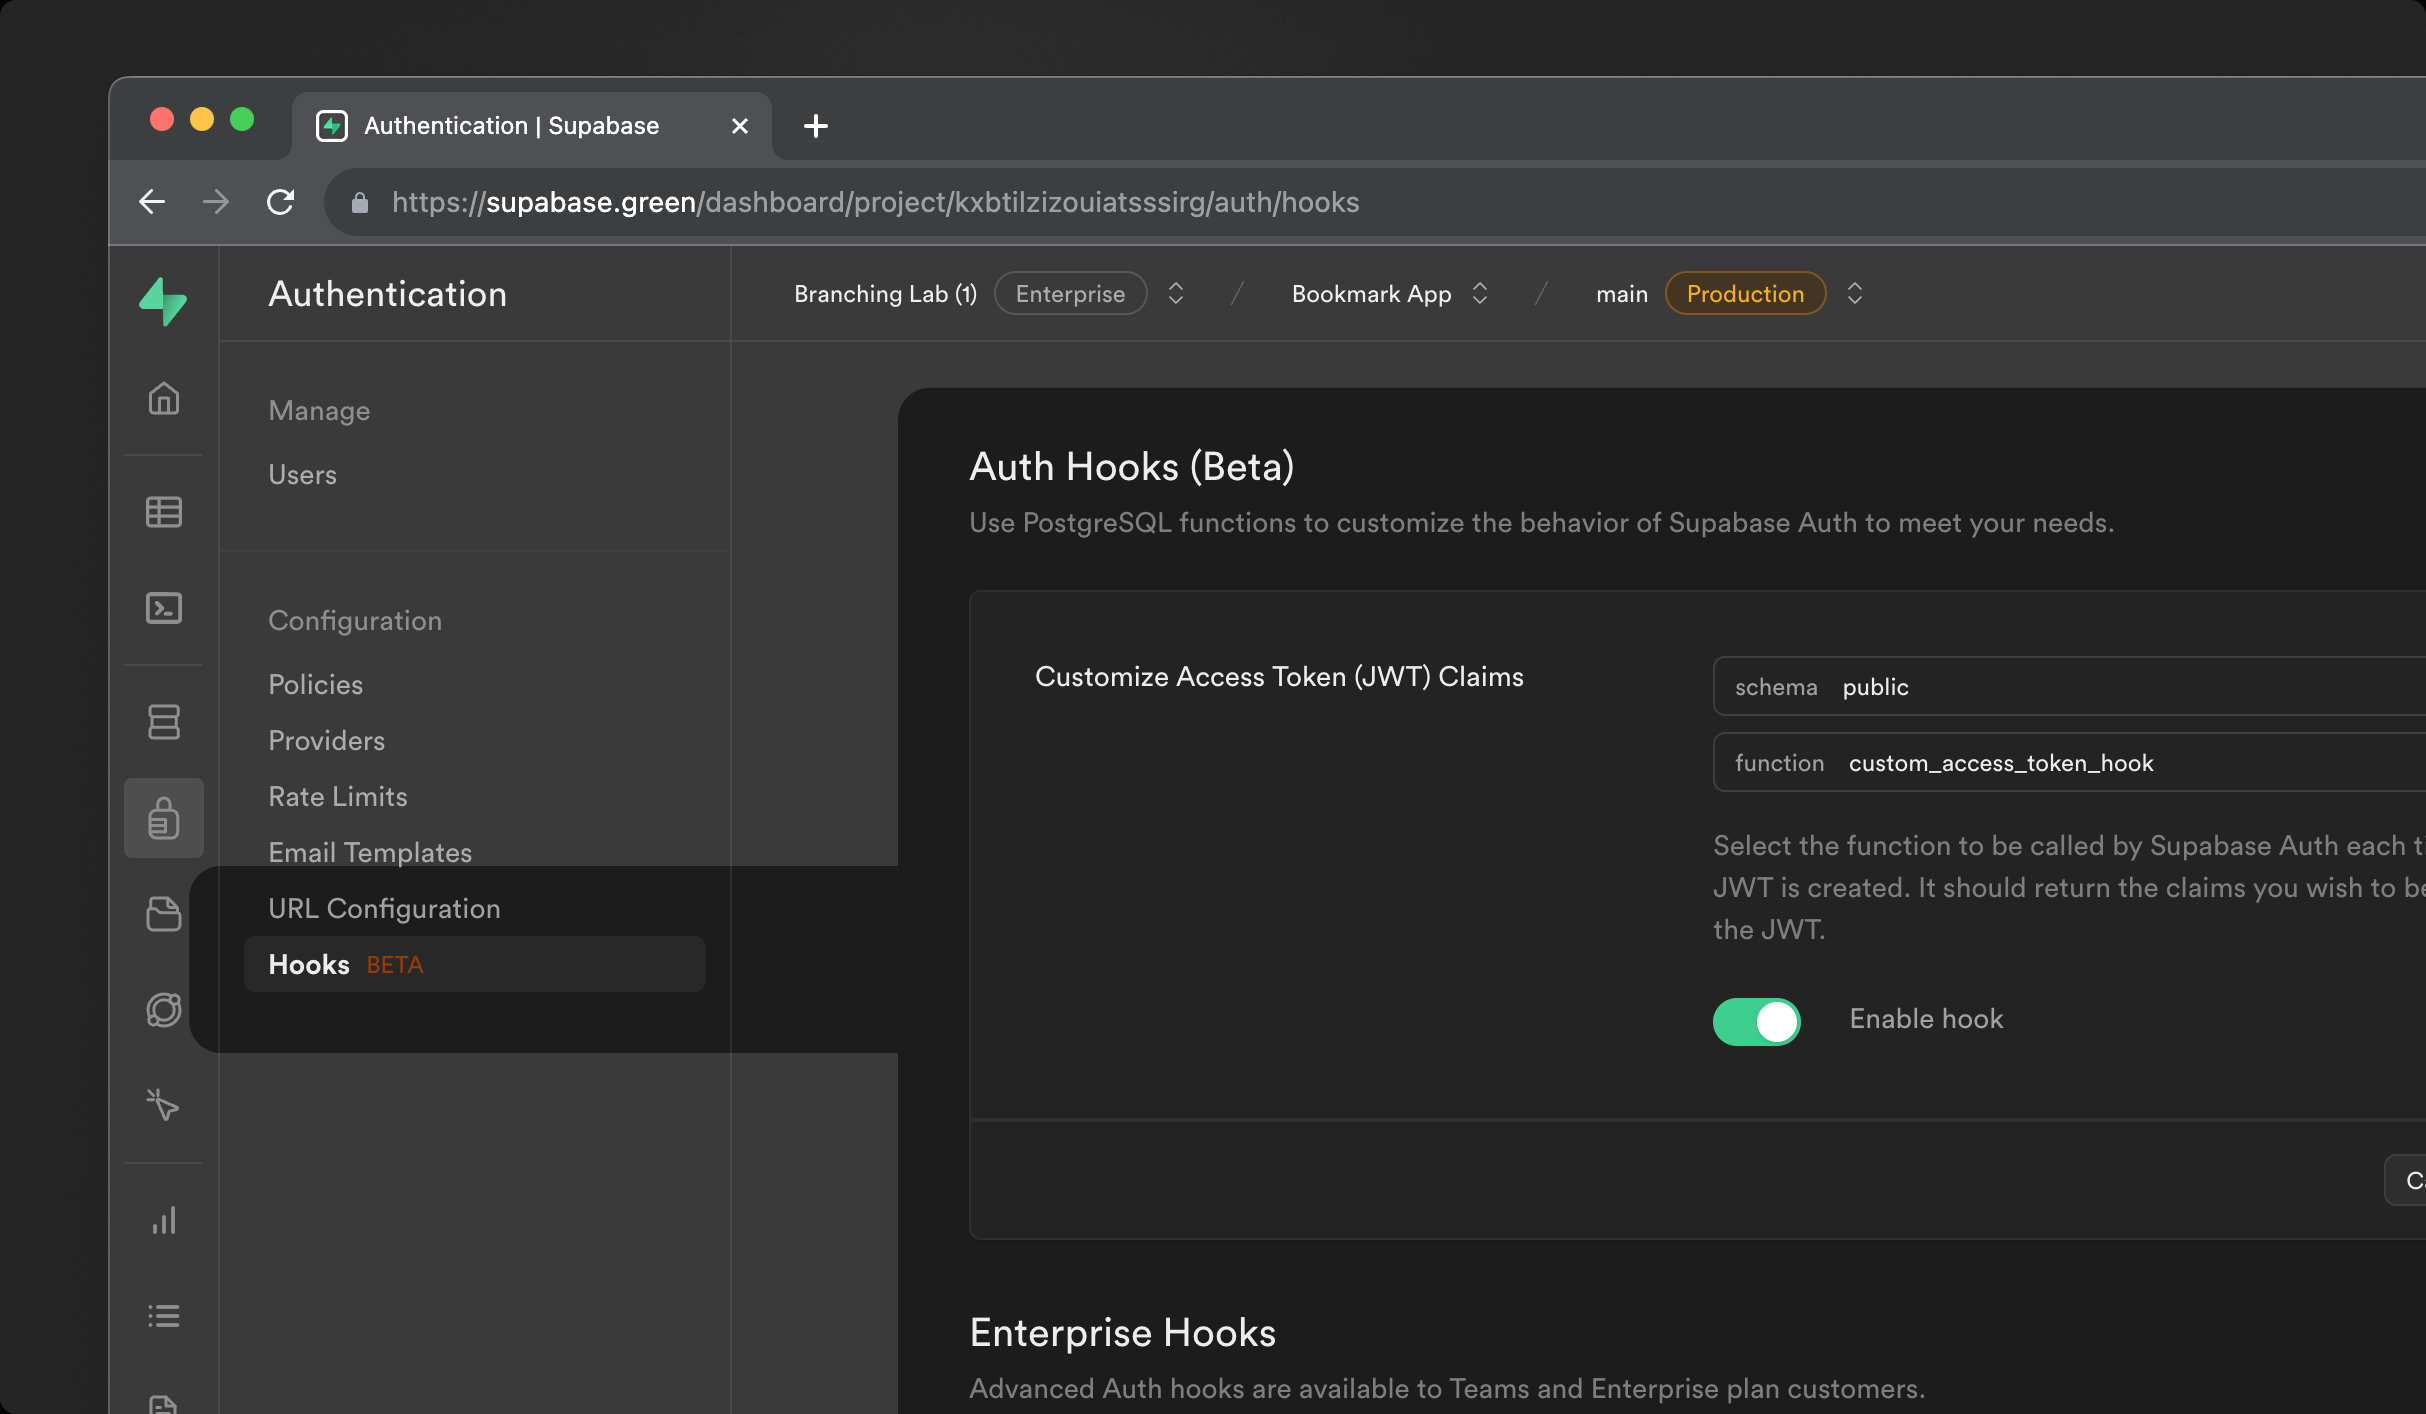 Authentication | Supabase
https://supabase.green/dashboard/project/kxbtilzizouiatsssirg/auth/hooks
Authentication
Branching Lab (1) Enterprise / Bookmark App / main Production
Manage
Users
Configuration
Policies
Providers
Rate Limits
Email Templates
URL Configuration
Hooks BETA
Auth Hooks (Beta)
Use PostgreSQL functions to customize the behavior of Supabase Auth to meet your needs.
Customize Access Token (JWT) Claims
schema public
function custom_access_token_hook
Select the function to be called by Supabase Auth each
JWT is created. It should return the claims you wish to
the JWT.
Enable hook
Enterprise Hooks
Advanced Auth hooks are available to Teams and Enterprise plan customers.